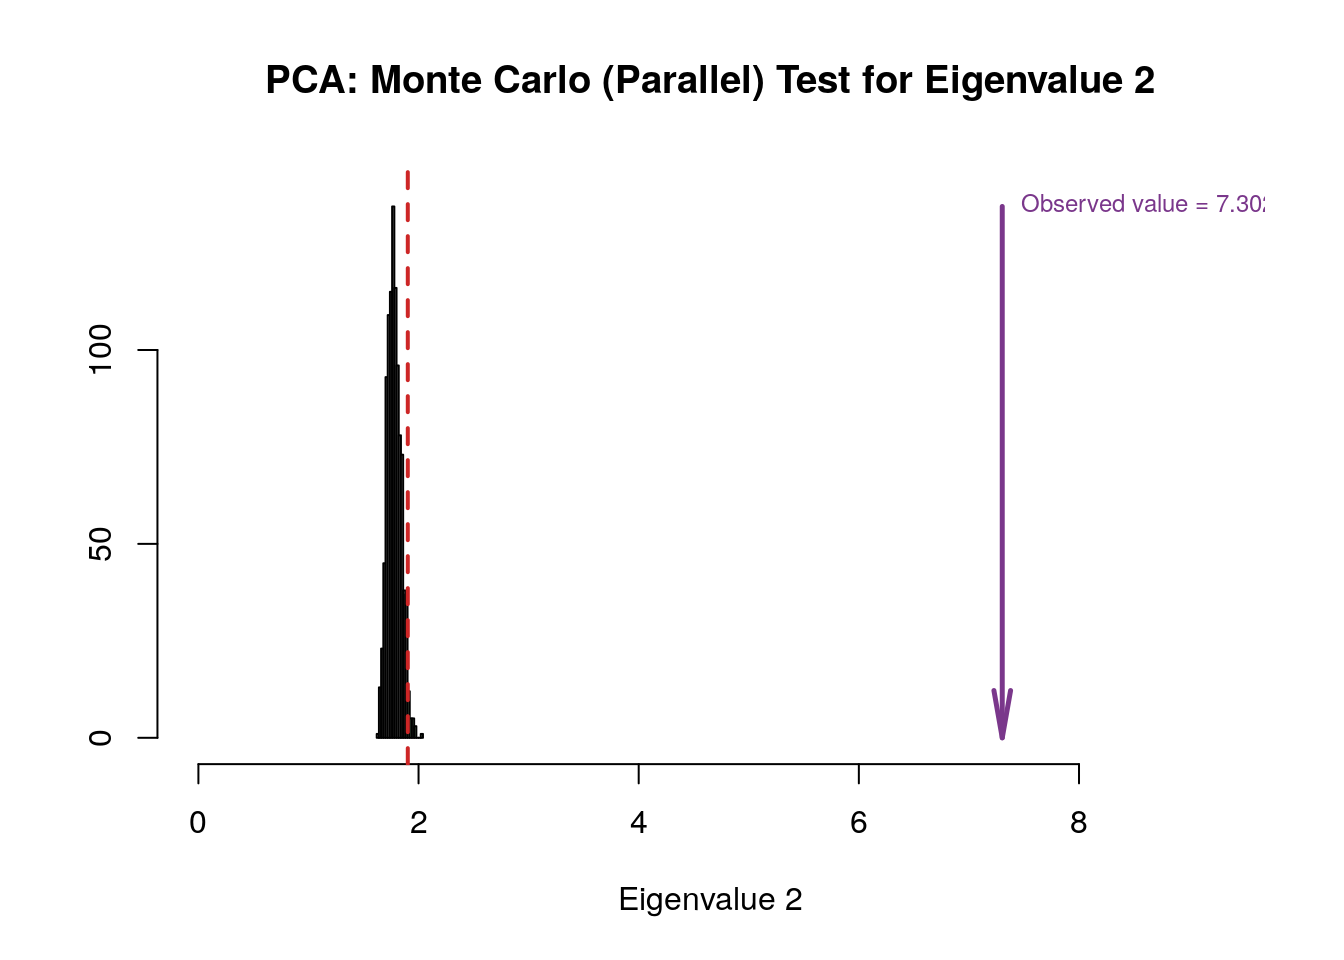 PCA: Monte Carlo (Parallel) Test for Eigenvalue 2
Observed value = 7.302
100
50
0
0 2 4 6 8
Eigenvalue 2